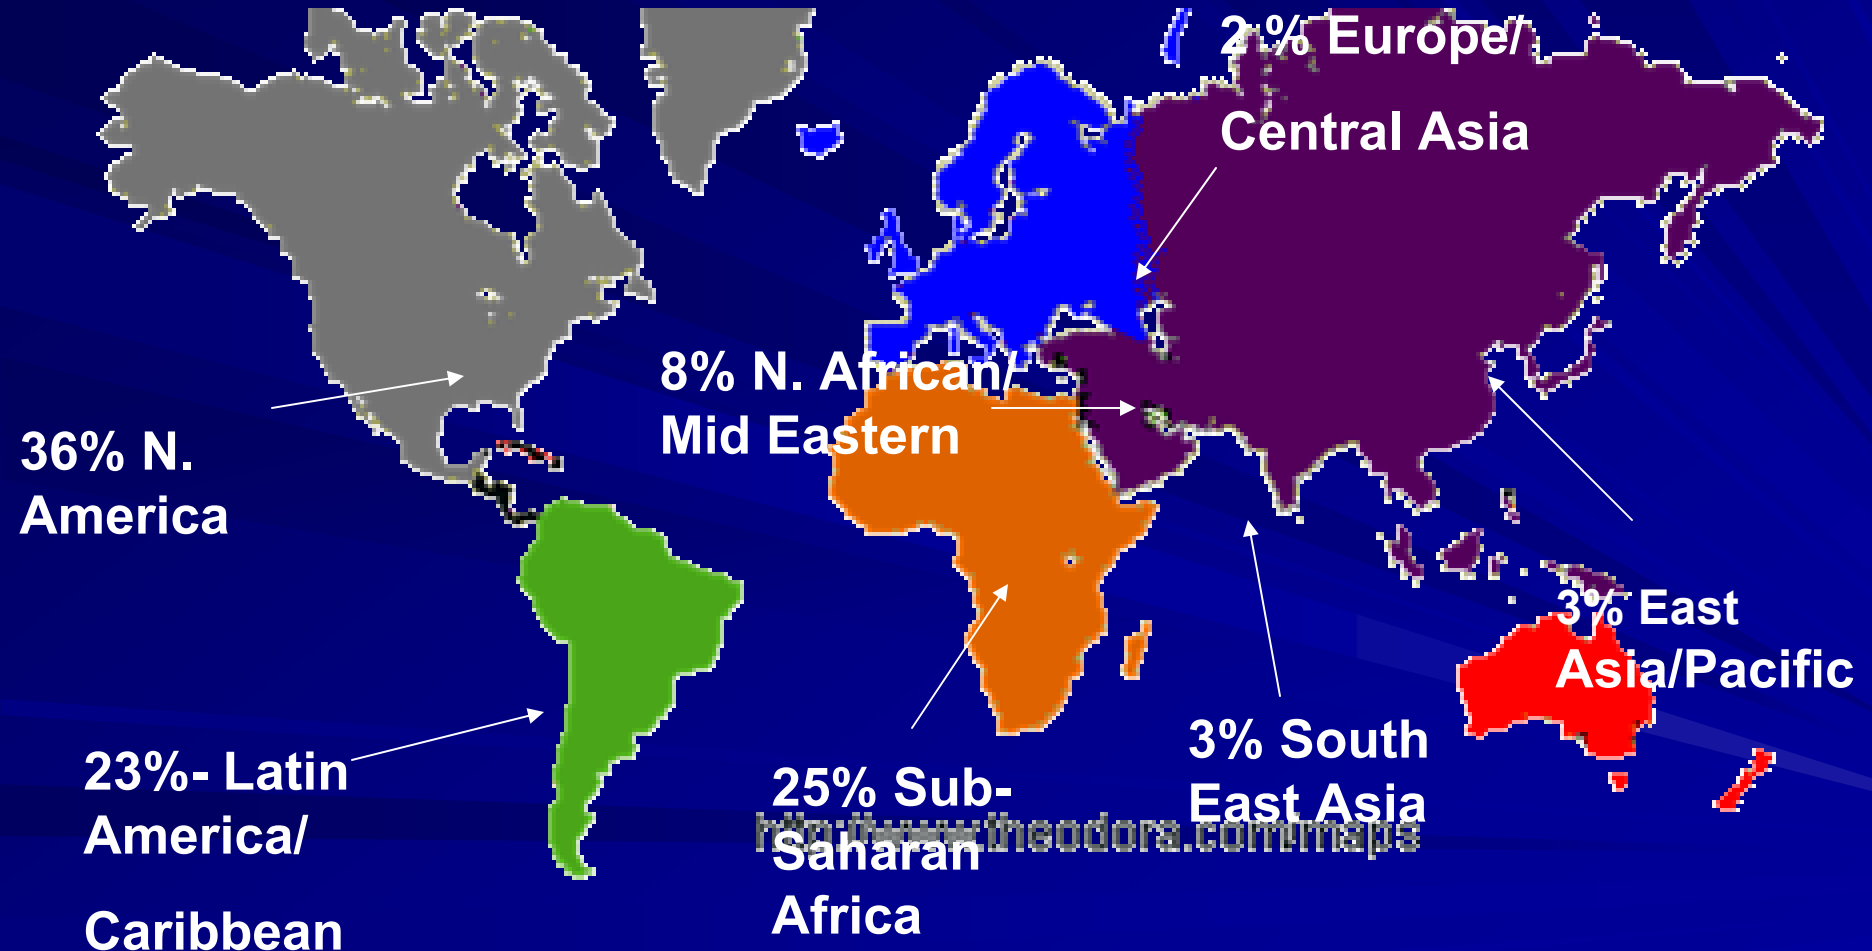 2 % Europe/
Central Asia
8% N. African/
Mid Eastern
36% N.
America
3% East
Asia/Pacific
23%- Latin
America/
Caribbean
25% Sub-
Saharan
Africa
3% South
East Asia
http://www.theodora.com/maps